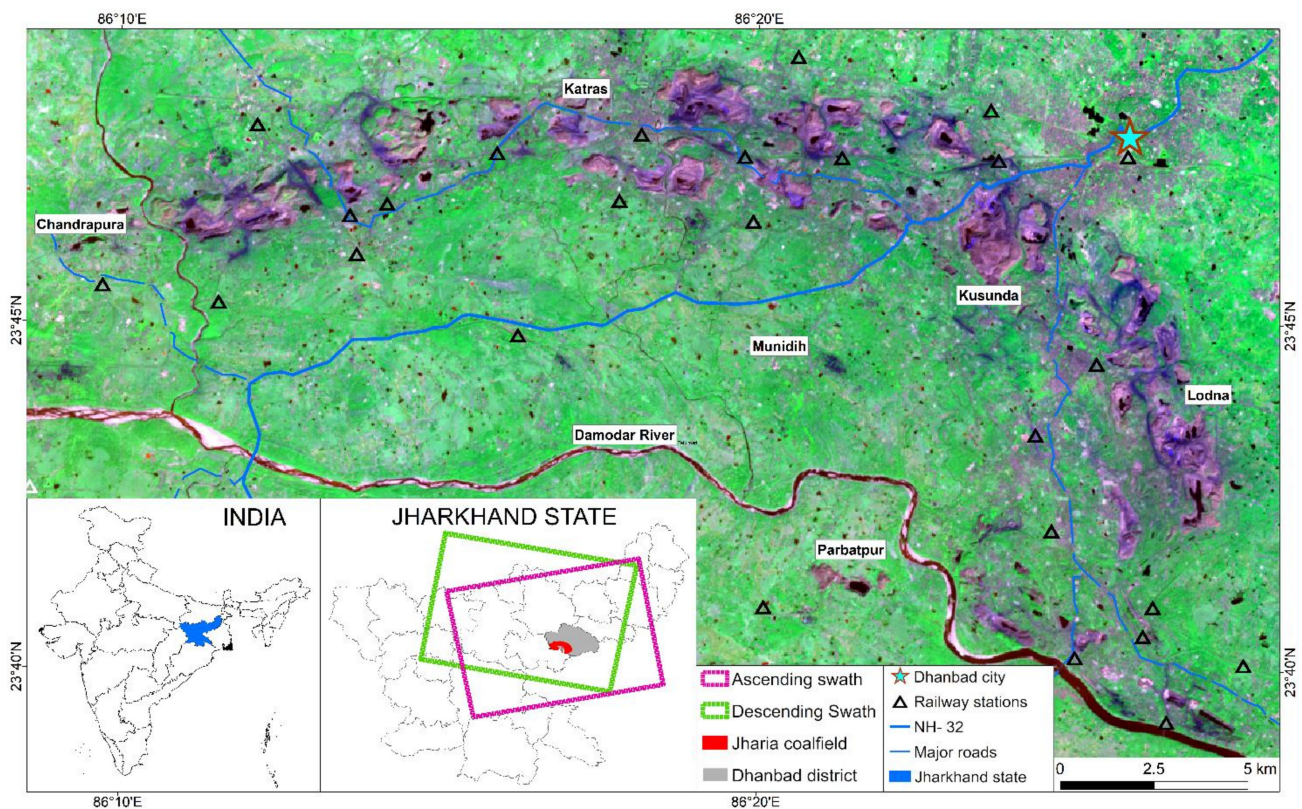 86°10'E
86°20'E
Katras
Chandrapura
23°45'N
23°45'N
Kusunda
Munidih
Lodna
Damodar River
INDIA
JHARKHAND STATE
Parbatpur
23°40'N
23°40'N
Ascending swath
Descending Swath
Jharia coalfield
Dhanbad district
Dhanbad city
Railway stations
NH- 32
Major roads
Jharkhand state
0 2.5 5 km
86°10'E
86°20'E